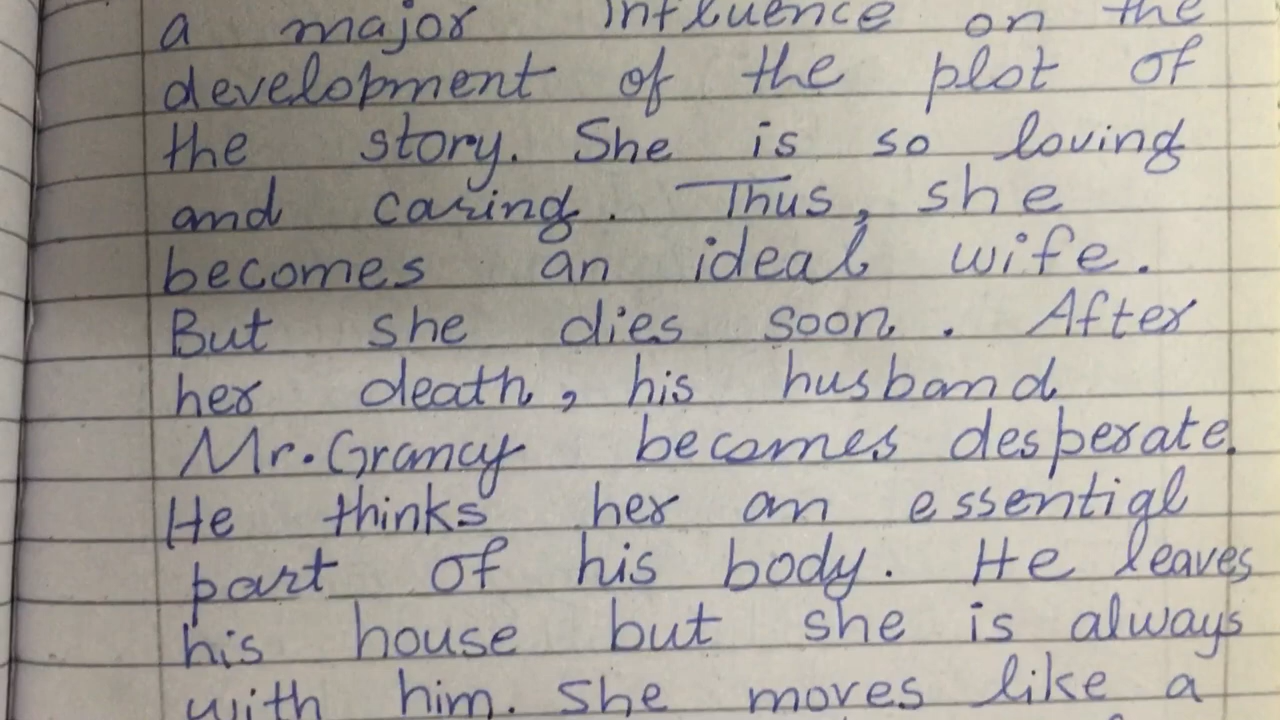 a major influence on the
development of the plot of
the story. She is so loving
and caring. Thus, she
becomes an ideal wife.
But she dies soon. After
her death, his husband
Mr. Grancy becomes desperate.
He thinks her an essential
part of his body. He leaves
his house but she is always
with him. She moves like a